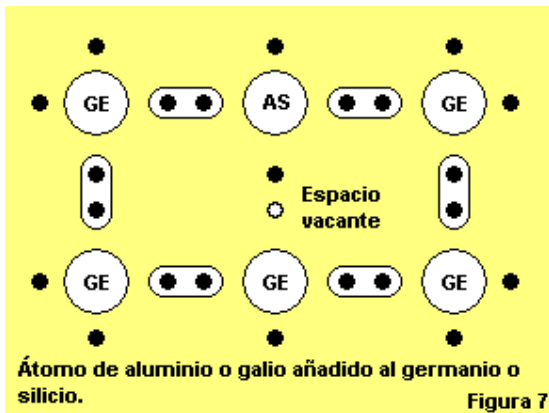 GE AS GE
Espacio
vacante
GE GE GE
Átomo de aluminio o galio añadido al germanio o
silicio.
Figura 7